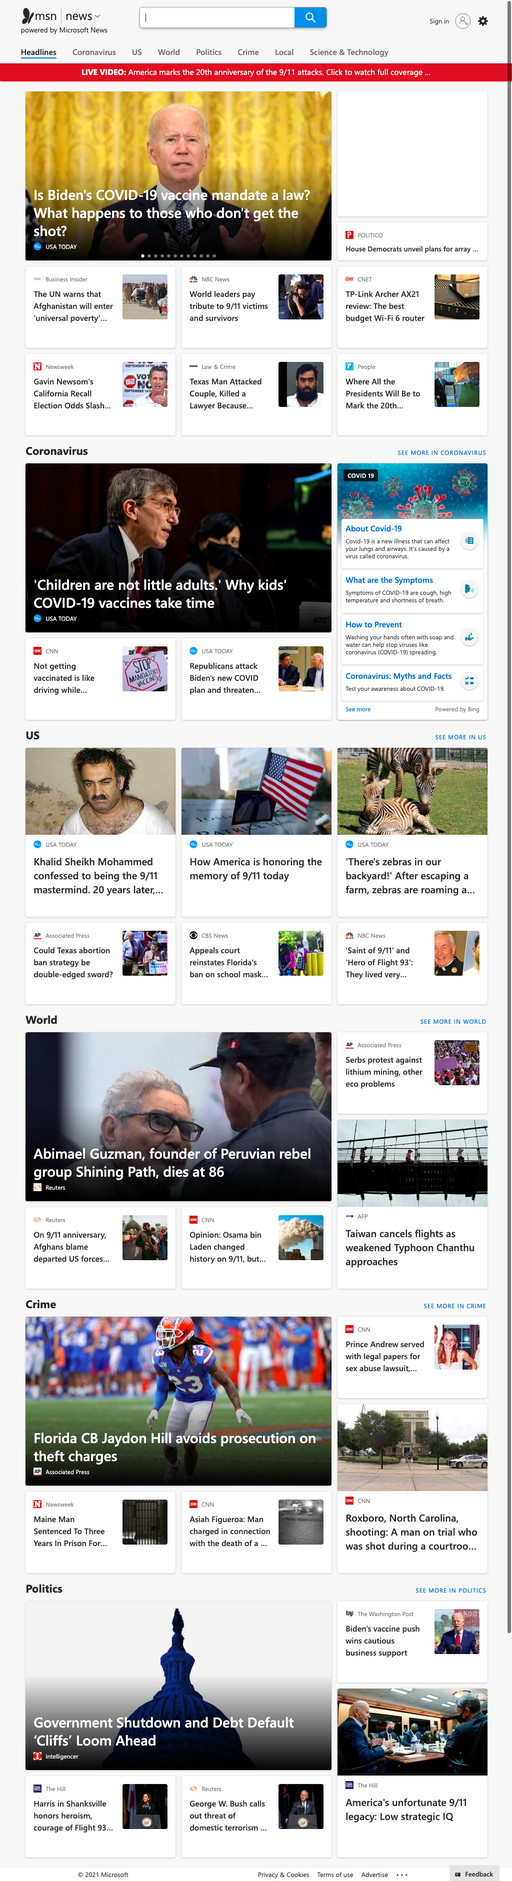 msn | news
powered by Microsoft News
Sign in
Headlines Coronavirus US World Politics Crime Local Science & Technology
LIVE VIDEO: America marks the 20th anniversary of the 9/11 attacks. Click to watch full coverage ...
Is Biden's COVID-19 vaccine mandate a law?
What happens to those who don't get the
shot?
USA TODAY
POLITICO
House Democrats unveil plans for array ...
Business Insider
The UN warns that
Afghanistan will enter
'universal poverty'...
NBC News
World leaders pay
tribute to 9/11 victims
and survivors
CNET
TP-Link Archer AX21
review: The best
budget Wi-Fi 6 router
Newsweek
Gavin Newsom's
California Recall
Election Odds Slash...
Law & Crime
Texas Man Attacked
Couple, Killed a
Lawyer Because...
People
Where All the
Presidents Will Be to
Mark the 20th...
Coronavirus
SEE MORE IN CORONAVIRUS
'Children are not little adults.' Why kids'
COVID-19 vaccines take time
USA TODAY
COVID 19
About Covid-19
Covid-19 is a new illness that can affect
your lungs and airways. It's caused by a
virus called coronavirus.
What are the Symptoms
Symptoms of COVID-19 are cough, high
temperature and shortness of breath.
How to Prevent
Washing your hands often with soap and
water can help stop viruses like
coronavirus (COVID-19) spreading.
Coronavirus: Myths and Facts
Test your awareness about COVID-19.
See more
Powered by Bing
CNN
Not getting
vaccinated is like
driving while...
STOP
MANDATORY
USA TODAY
Republicans attack
Biden's new COVID
plan and threaten...
US
SEE MORE IN US
USA TODAY
Khalid Sheikh Mohammed
confessed to being the 9/11
mastermind. 20 years later,...
USA TODAY
How America is honoring the
memory of 9/11 today
USA TODAY
'There's zebras in our
backyard!' After escaping a
farm, zebras are roaming a...
Associated Press
Could Texas abortion
ban strategy be
double-edged sword?
CBS News
Appeals court
reinstates Florida's
ban on school mask...
NBC News
'Saint of 9/11' and
'Hero of Flight 93':
They lived very...
World
SEE MORE IN WORLD
Abimael Guzman, founder of Peruvian rebel
group Shining Path, dies at 86
Reuters
Associated Press
Serbs protest against
lithium mining, other
eco problems
AFP
Taiwan cancels flights as
weakened Typhoon Chanthu
approaches
Reuters
On 9/11 anniversary,
Afghans blame
departed US forces...
CNN
Opinion: Osama bin
Laden changed
history on 9/11, but...
Crime
SEE MORE IN CRIME
23
Florida CB Jaydon Hill avoids prosecution on
theft charges
Associated Press
CNN
Prince Andrew served
with legal papers for
sex abuse lawsuit,...
CNN
Roxboro, North Carolina,
shooting: A man on trial who
was shot during a courtroo...
Newsweek
Maine Man
Sentenced To Three
Years In Prison For...
CNN
Asiah Figueroa: Man
charged in connection
with the death of a ...
Politics
SEE MORE IN POLITICS
Government Shutdown and Debt Default
'Cliffs' Loom Ahead
Intelligencer
The Washington Post
Biden's vaccine push
wins cautious
business support
The Hill
America's unfortunate 9/11
legacy: Low strategic IQ
The Hill
Harris in Shanksville
honors heroism,
courage of Flight 93...
Reuters
George W. Bush calls
out threat of
domestic terrorism ...
© 2021 Microsoft
Privacy & Cookies Terms of use Advertise ...
Feedback